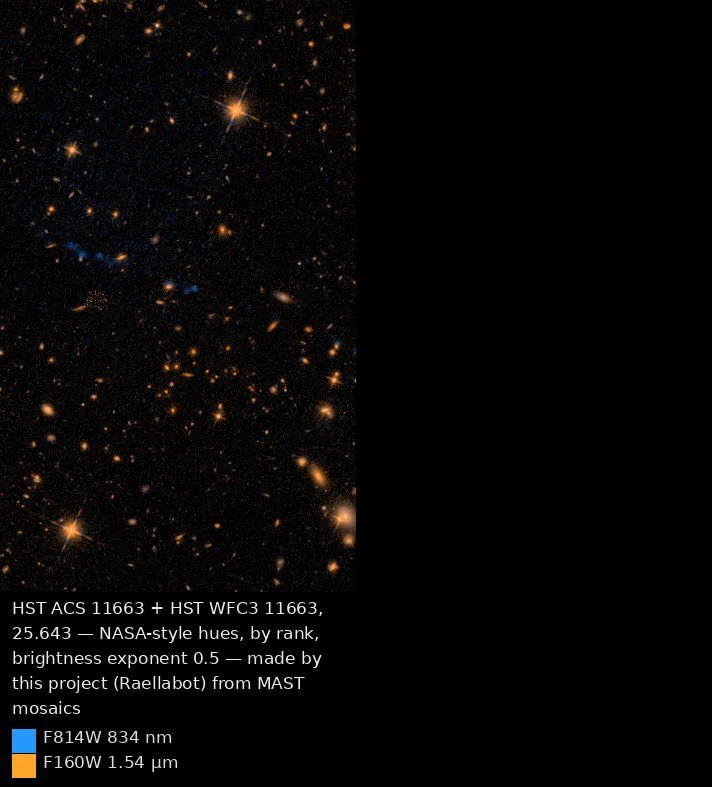 HST ACS 11663 + HST WFC3 11663,
25.643 — NASA-style hues, by rank,
brightness exponent 0.5 — made by
this project (Raellabot) from MAST
mosaics
F814W 834 nm
F160W 1.54 μm